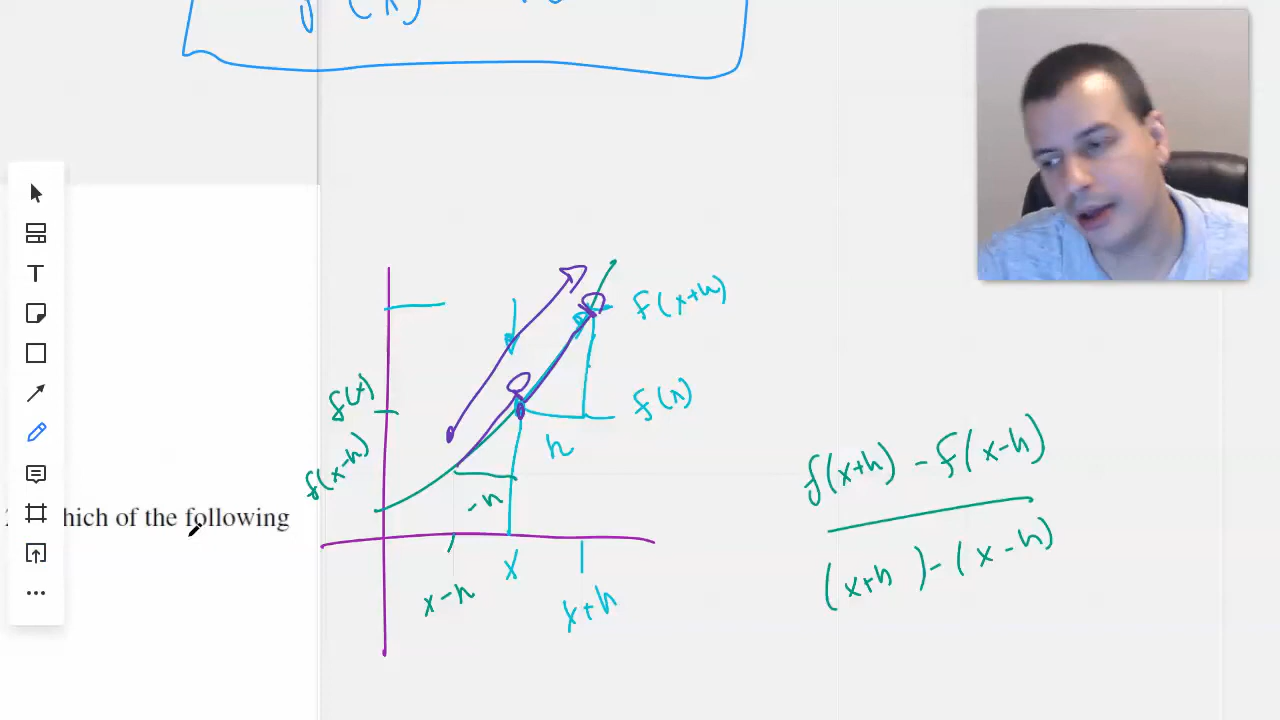 f(x+h)
f(x)
f(x)
h
f(x-h)
-h
x-h
x
x+h
f(x+h) - f(x-h)
(x+h) - (x-h)
T
hich of the following